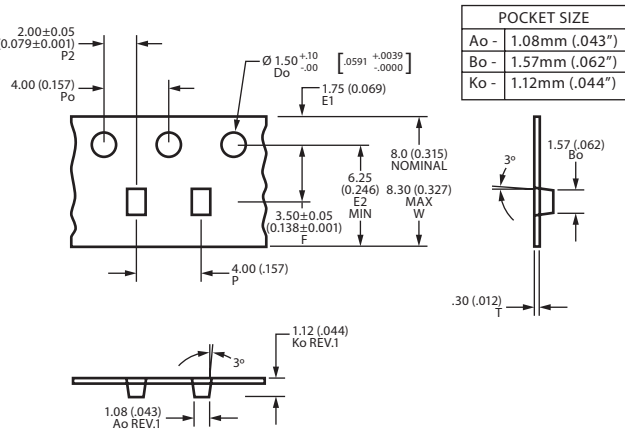 2.00±0.05
(0.079±0.001)
P2
4.00 (0.157)
Po
Ø 1.50 +.10 -.00 [.0591 +.0039 -.0000]
Do
1.75 (0.069)
E1
8.0 (0.315)
NOMINAL
8.30 (0.327)
MAX
W
6.25
(0.246)
E2
MIN
3.50±0.05
(0.138±0.001)
F
4.00 (.157)
P
POCKET SIZE
Ao - 1.08mm (.043”)
Bo - 1.57mm (.062”)
Ko - 1.12mm (.044”)
3º
1.57 (.062)
Bo
.30 (.012)
T
1.12 (.044)
Ko REV.1
3º
1.08 (.043)
Ao REV.1